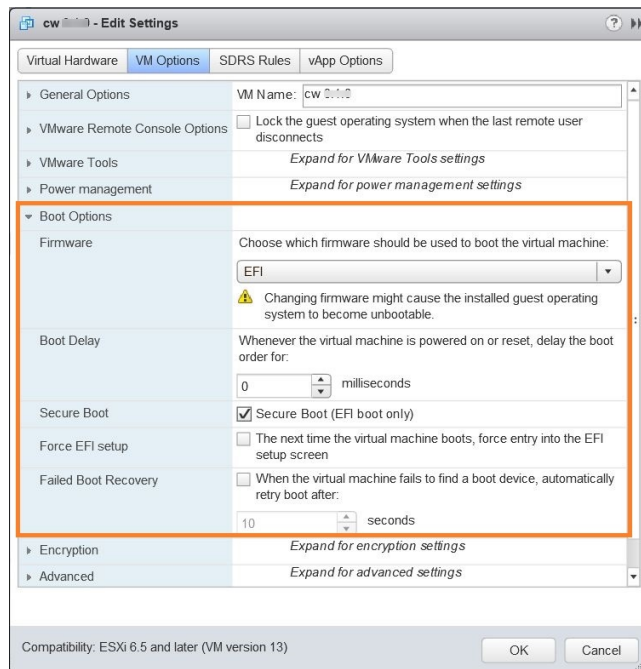 cw - Edit Settings
Virtual Hardware VM Options SDRS Rules vApp Options
General Options VM Name: cw
VMware Remote Console Options Lock the guest operating system when the last remote user
disconnects
VMware Tools Expand for VMware Tools settings
Power management Expand for power management settings
Boot Options
Firmware Choose which firmware should be used to boot the virtual machine:
EFI
Changing firmware might cause the installed guest operating
system to become unbootable.
Boot Delay Whenever the virtual machine is powered on or reset, delay the boot
order for:
0 milliseconds
Secure Boot Secure Boot (EFI boot only)
Force EFI setup The next time the virtual machine boots, force entry into the EFI
setup screen
Failed Boot Recovery When the virtual machine fails to find a boot device, automatically
retry boot after:
10 seconds
Encryption Expand for encryption settings
Advanced Expand for advanced settings
Compatibility: ESXi 6.5 and later (VM version 13) OK Cancel